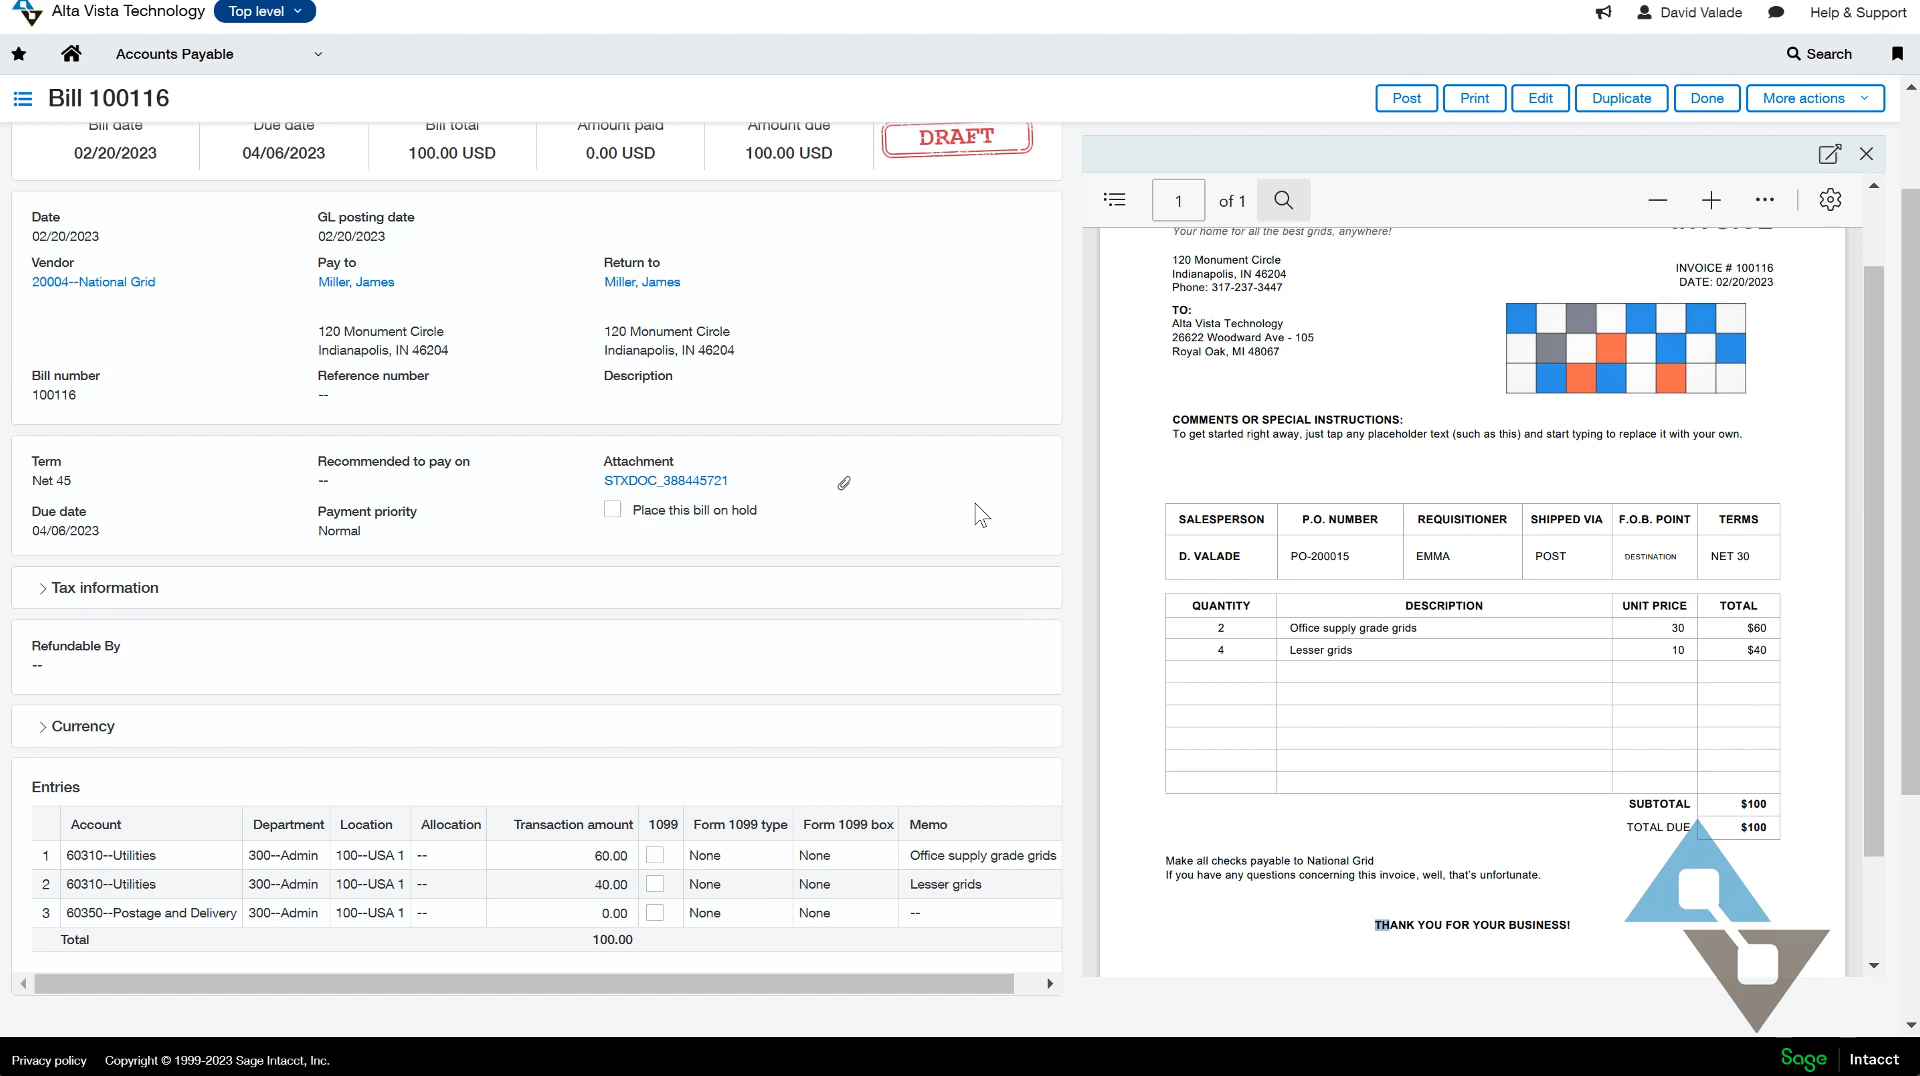 Alta Vista Technology Top level David Valade Help & Support
Accounts Payable Search
Bill 100116 Post Print Edit Duplicate Done More actions
Bill date Due date Bill total Amount paid Amount due
02/20/2023 04/06/2023 100.00 USD 0.00 USD 100.00 USD
DRAFT
Date GL posting date
02/20/2023 02/20/2023
Vendor Pay to Return to
20004--National Grid Miller, James Miller, James
120 Monument Circle 120 Monument Circle
Indianapolis, IN 46204 Indianapolis, IN 46204
Bill number Reference number Description
100116 --
Term Recommended to pay on Attachment
Net 45 -- STXDOC_388445721
Place this bill on hold
Due date Payment priority
04/06/2023 Normal
Tax information
Refundable By
--
Currency
Entries
Account Department Location Allocation Transaction amount 1099 Form 1099 type Form 1099 box Memo
1 60310--Utilities 300--Admin 100--USA 1 -- 60.00 None None Office supply grade grids
2 60310--Utilities 300--Admin 100--USA 1 -- 40.00 None None Lesser grids
3 60350--Postage and Delivery 300--Admin 100--USA 1 -- 0.00 None None --
Total 100.00
1 of 1
Your home for all the best grids, anywhere!
120 Monument Circle
Indianapolis, IN 46204
Phone: 317-237-3447
INVOICE # 100116
DATE: 02/20/2023
TO:
Alta Vista Technology
26622 Woodward Ave - 105
Royal Oak, MI 48067
COMMENTS OR SPECIAL INSTRUCTIONS:
To get started right away, just tap any placeholder text (such as this) and start typing to replace it with your own.
SALESPERSON P.O. NUMBER REQUISITIONER SHIPPED VIA F.O.B. POINT TERMS
D. VALADE PO-200015 EMMA POST DESTINATION NET 30
QUANTITY DESCRIPTION UNIT PRICE TOTAL
2 Office supply grade grids 30 $60
4 Lesser grids 10 $40
SUBTOTAL $100
TOTAL DUE $100
Make all checks payable to National Grid
If you have any questions concerning this invoice, well, that's unfortunate.
THANK YOU FOR YOUR BUSINESS!
Privacy policy Copyright © 1999-2023 Sage Intacct, Inc.
Sage Intacct